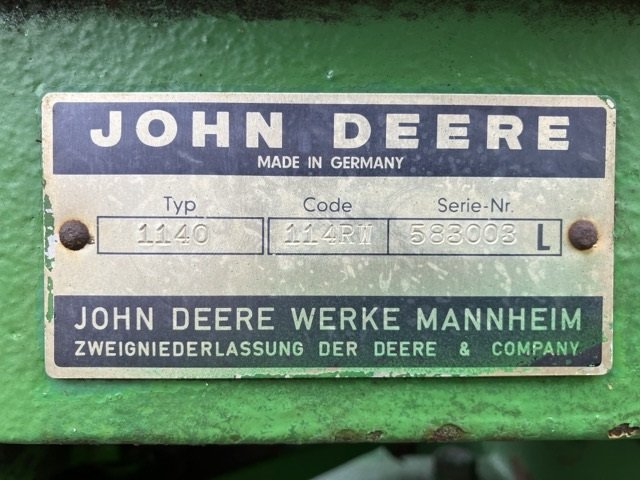 JOHN DEERE
MADE IN GERMANY
Typ Code Serie-Nr.
1140 114RW 583003 L
JOHN DEERE WERKE MANNHEIM
ZWEIGNIEDERLASSUNG DER DEERE & COMPANY